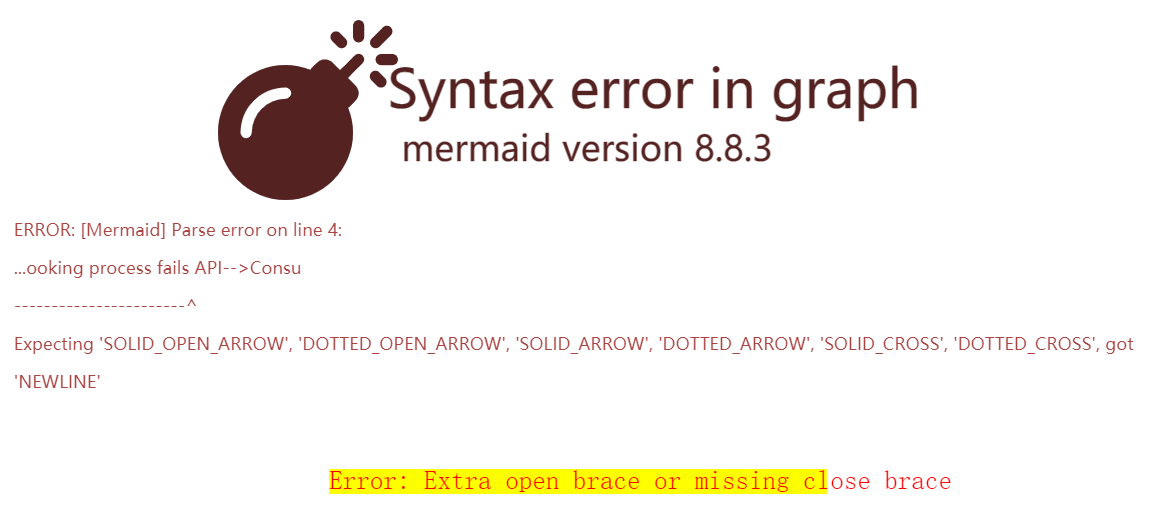 Syntax error in graph
mermaid version 8.8.3
ERROR: [Mermaid] Parse error on line 4:
...ooking process fails API-->Consu
-----------------------^
Expecting 'SOLID_OPEN_ARROW', 'DOTTED_OPEN_ARROW', 'SOLID_ARROW', 'DOTTED_ARROW', 'SOLID_CROSS', 'DOTTED_CROSS', got
'NEWLINE'
Error: Extra open brace or missing close brace